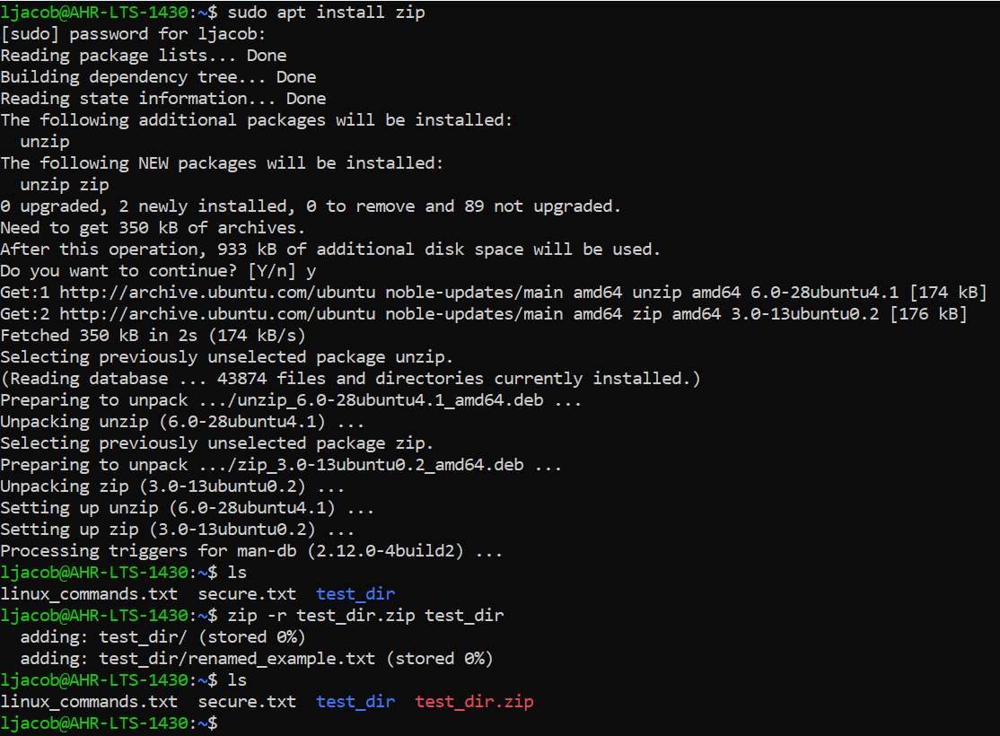 ljacob@AHR-LTS-1430:~$ sudo apt install zip
[sudo] password for ljacob:
Reading package lists... Done
Building dependency tree... Done
Reading state information... Done
The following additional packages will be installed:
  unzip
The following NEW packages will be installed:
  unzip zip
0 upgraded, 2 newly installed, 0 to remove and 89 not upgraded.
Need to get 350 kB of archives.
After this operation, 933 kB of additional disk space will be used.
Do you want to continue? [Y/n] y
Get:1 http://archive.ubuntu.com/ubuntu noble-updates/main amd64 unzip amd64 6.0-28ubuntu4.1 [174 kB]
Get:2 http://archive.ubuntu.com/ubuntu noble-updates/main amd64 zip amd64 3.0-13ubuntu0.2 [176 kB]
Fetched 350 kB in 2s (174 kB/s)
Selecting previously unselected package unzip.
(Reading database ... 43874 files and directories currently installed.)
Preparing to unpack .../unzip_6.0-28ubuntu4.1_amd64.deb ...
Unpacking unzip (6.0-28ubuntu4.1) ...
Selecting previously unselected package zip.
Preparing to unpack .../zip_3.0-13ubuntu0.2_amd64.deb ...
Unpacking zip (3.0-13ubuntu0.2) ...
Setting up unzip (6.0-28ubuntu4.1) ...
Setting up zip (3.0-13ubuntu0.2) ...
Processing triggers for man-db (2.12.0-4build2) ...
ljacob@AHR-LTS-1430:~$ ls
linux_commands.txt  secure.txt  test_dir
ljacob@AHR-LTS-1430:~$ zip -r test_dir.zip test_dir
  adding: test_dir/ (stored 0%)
  adding: test_dir/renamed_example.txt (stored 0%)
ljacob@AHR-LTS-1430:~$ ls
linux_commands.txt  secure.txt  test_dir  test_dir.zip
ljacob@AHR-LTS-1430:~$